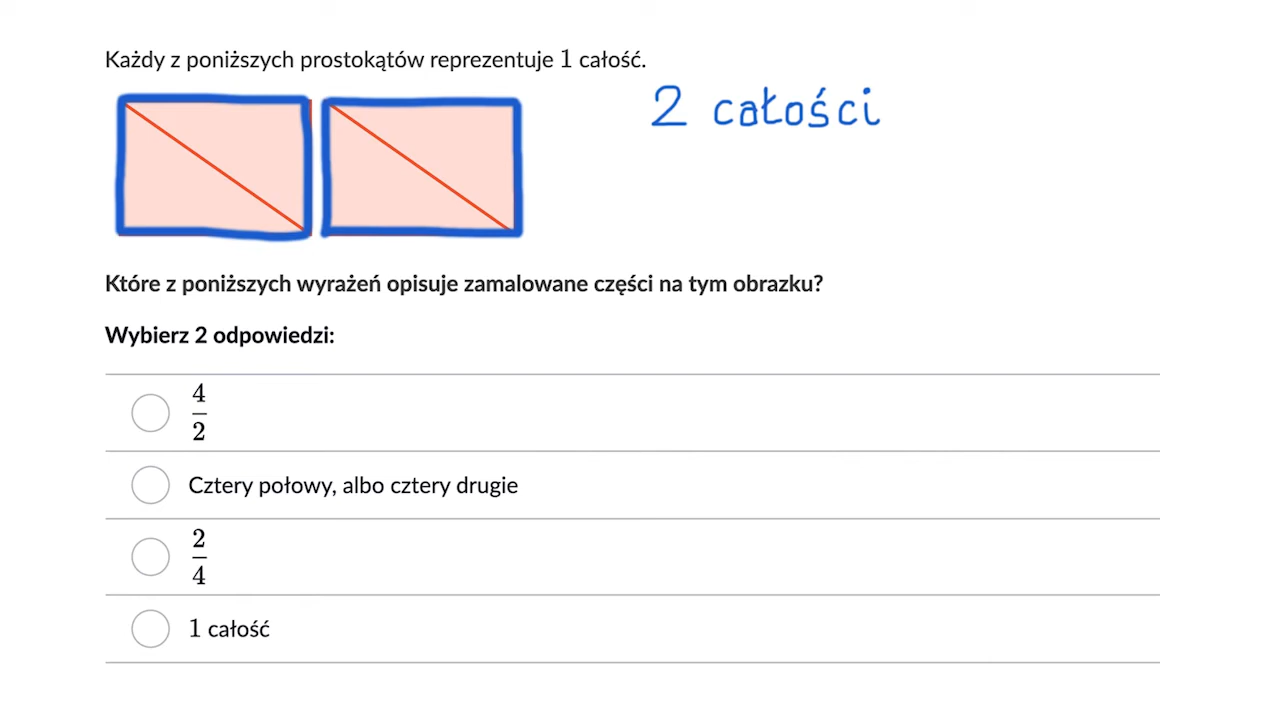 Każdy z poniższych prostokątów reprezentuje 1 całość.
2 całości
Które z poniższych wyrażeń opisuje zamalowane części na tym obrazku?
Wybierz 2 odpowiedzi:
4/2
Cztery połowy, albo cztery drugie
2/4
1 całość